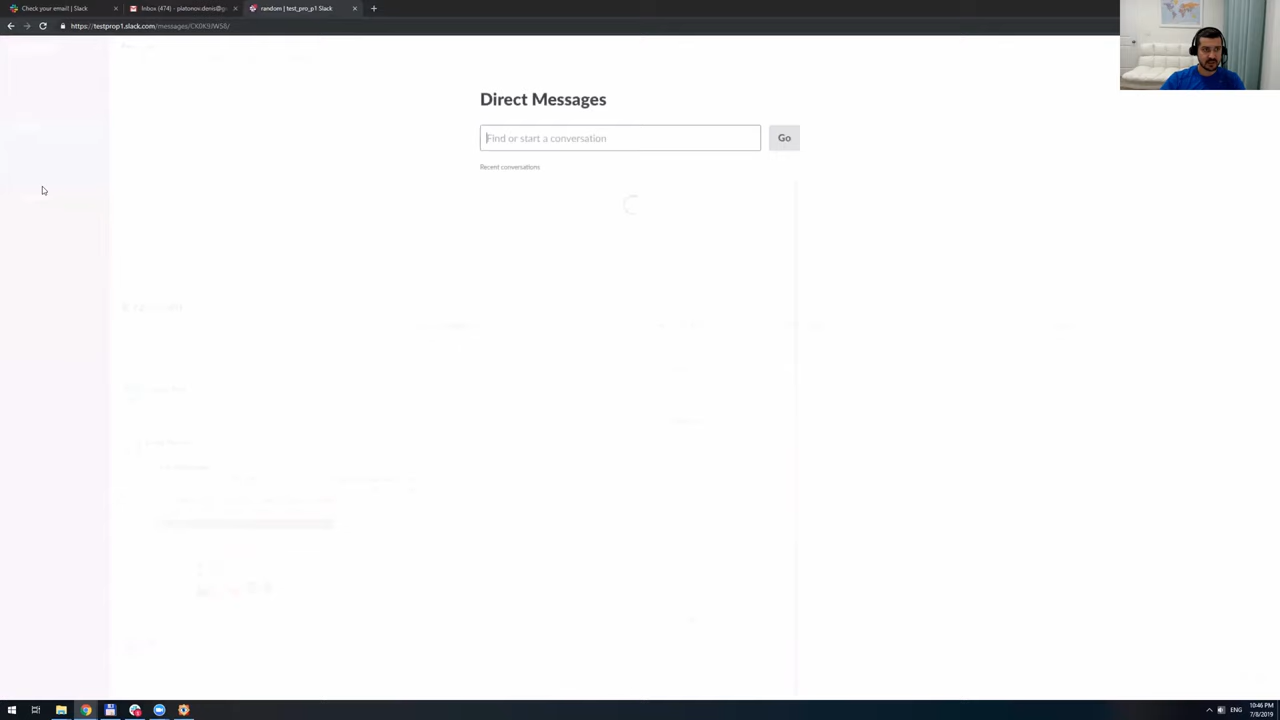 Check your email! | Slack
Inbox (474) - platonov.denis@g
random | test_pro_p1 Slack
https://testprop1.slack.com/messages/CK0K9JW58/
Direct Messages
Find or start a conversation
Go
Recent conversations
ENG
10:46 PM
7/8/2019